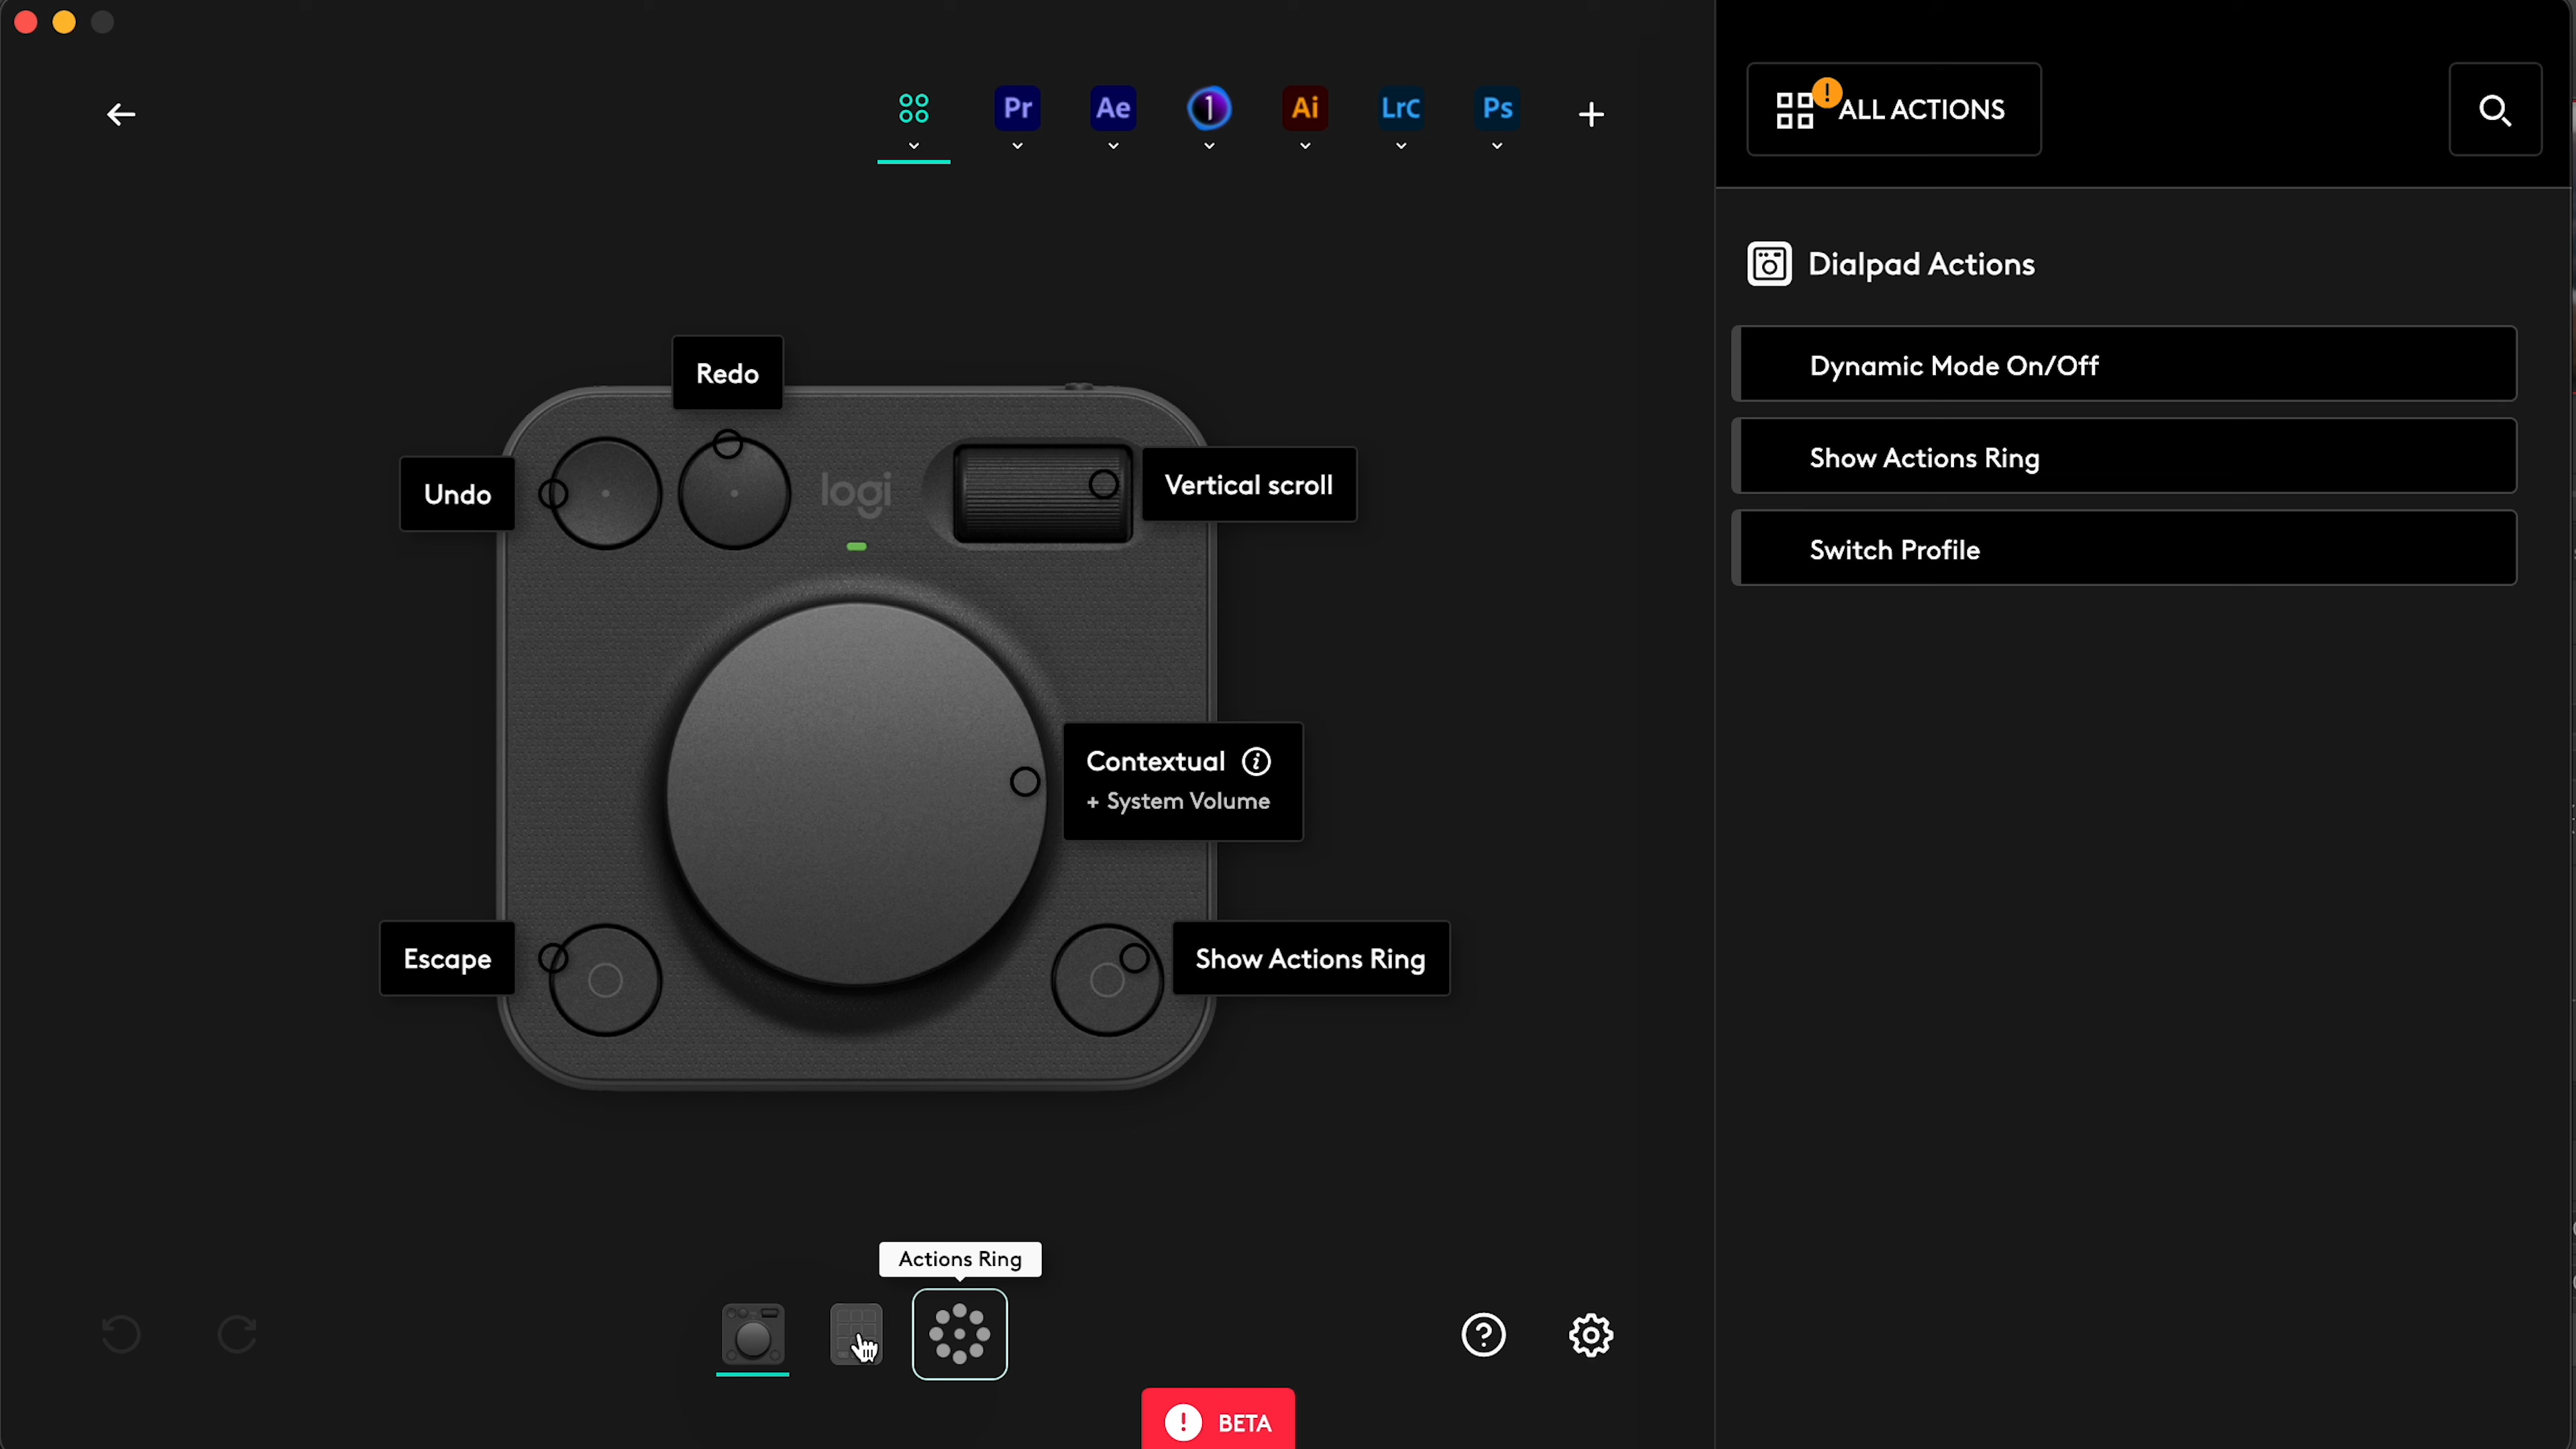 Pr
Ae
1
Ai
LrC
Ps
ALL ACTIONS
Dialpad Actions
Dynamic Mode On/Off
Show Actions Ring
Switch Profile
Redo
Undo
logi
Vertical scroll
Contextual
+ System Volume
Escape
Show Actions Ring
Actions Ring
BETA